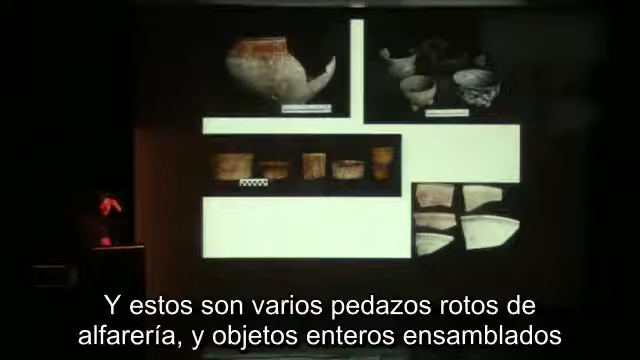 Y estos son varios pedazos rotos de
alfarería, y objetos enteros ensamblados